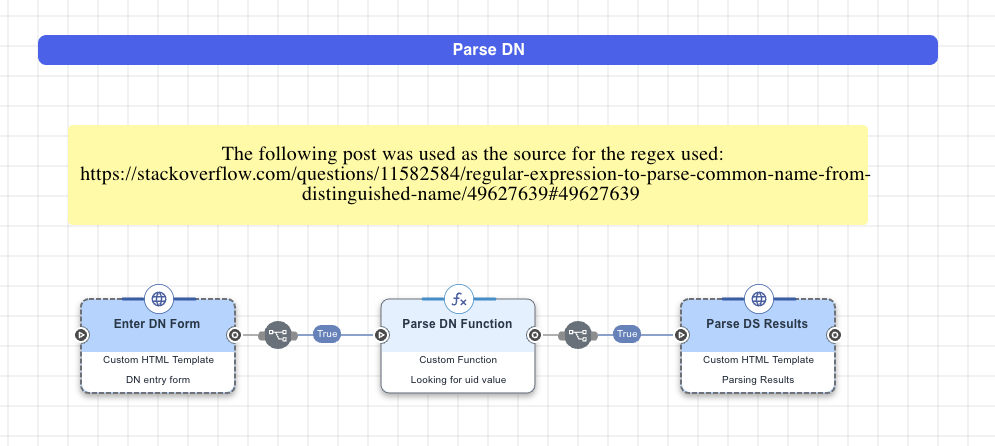 Parse DN
The following post was used as the source for the regex used:
https://stackoverflow.com/questions/11582584/regular-expression-to-parse-common-name-from-
distinguished-name/49627639#49627639
Enter DN Form
Custom HTML Template
DN entry form
True
fx
Parse DN Function
Custom Function
Looking for uid value
True
Parse DS Results
Custom HTML Template
Parsing Results